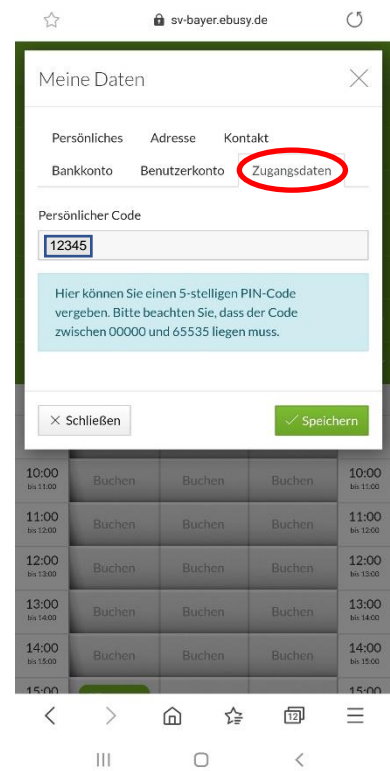 sv-bayer.ebusy.de
Meine Daten
Persönliches Adresse Kontakt
Bankkonto Benutzerkonto Zugangsdaten
Persönlicher Code
12345
Hier können Sie einen 5-stelligen PIN-Code
vergeben. Bitte beachten Sie, dass der Code
zwischen 00000 und 65535 liegen muss.
× Schließen ✓ Speichern
10:00 Buchen Buchen Buchen 10:00
bis 11:00 bis 11:00
11:00 Buchen Buchen Buchen 11:00
bis 12:00 bis 12:00
12:00 Buchen Buchen Buchen 12:00
bis 13:00 bis 13:00
13:00 Buchen Buchen Buchen 13:00
bis 14:00 bis 14:00
14:00 Buchen Buchen Buchen 14:00
bis 15:00 bis 15:00
15:00 15:00
12